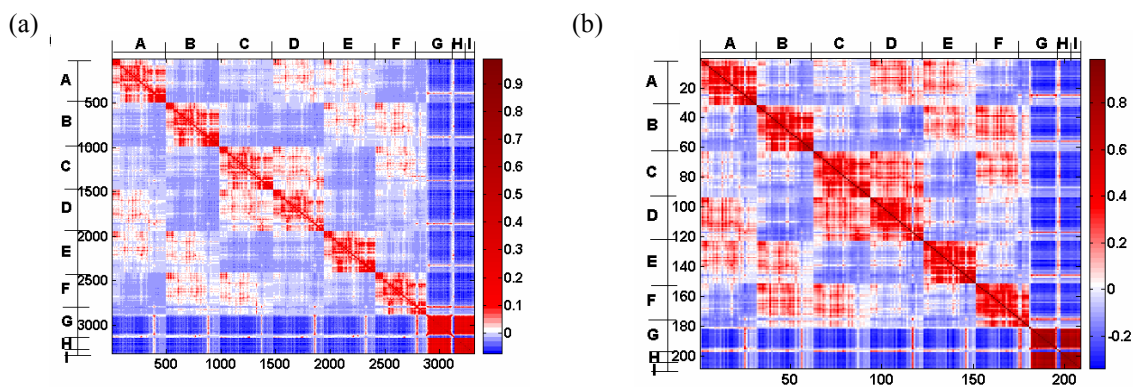 (a)
A B C D E F G H I
A
B
C
D
E
F
G
H
I
500
1000
1500
2000
2500
3000
500 1000 1500 2000 2500 3000
0.9
0.8
0.7
0.6
0.5
0.4
0.3
0.2
0.1
0
(b)
A B C D E F G H I
A
B
C
D
E
F
G
H
I
20
40
60
80
100
120
140
160
180
200
50 100 150 200
0.8
0.6
0.4
0.2
0
-0.2